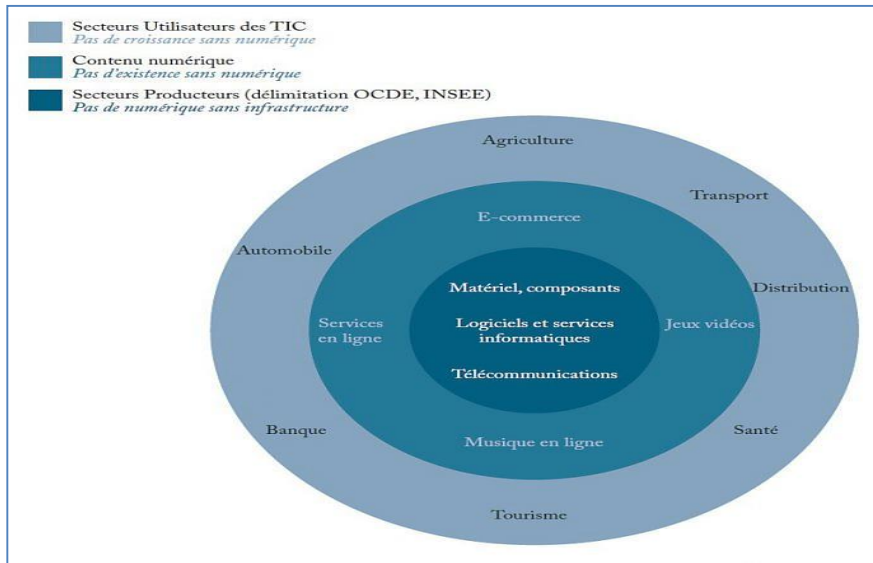 Secteurs Utilisateurs des TIC
Pas de croissance sans numérique
Contenu numérique
Pas d'existence sans numérique
Secteurs Producteurs (délimitation OCDE, INSEE)
Pas de numérique sans infrastructure
Agriculture
Transport
E-commerce
Automobile
Matériel, composants
Distribution
Services
en ligne
Logiciels et services
informatiques
Jeux vidéos
Télécommunications
Banque
Musique en ligne
Santé
Tourisme